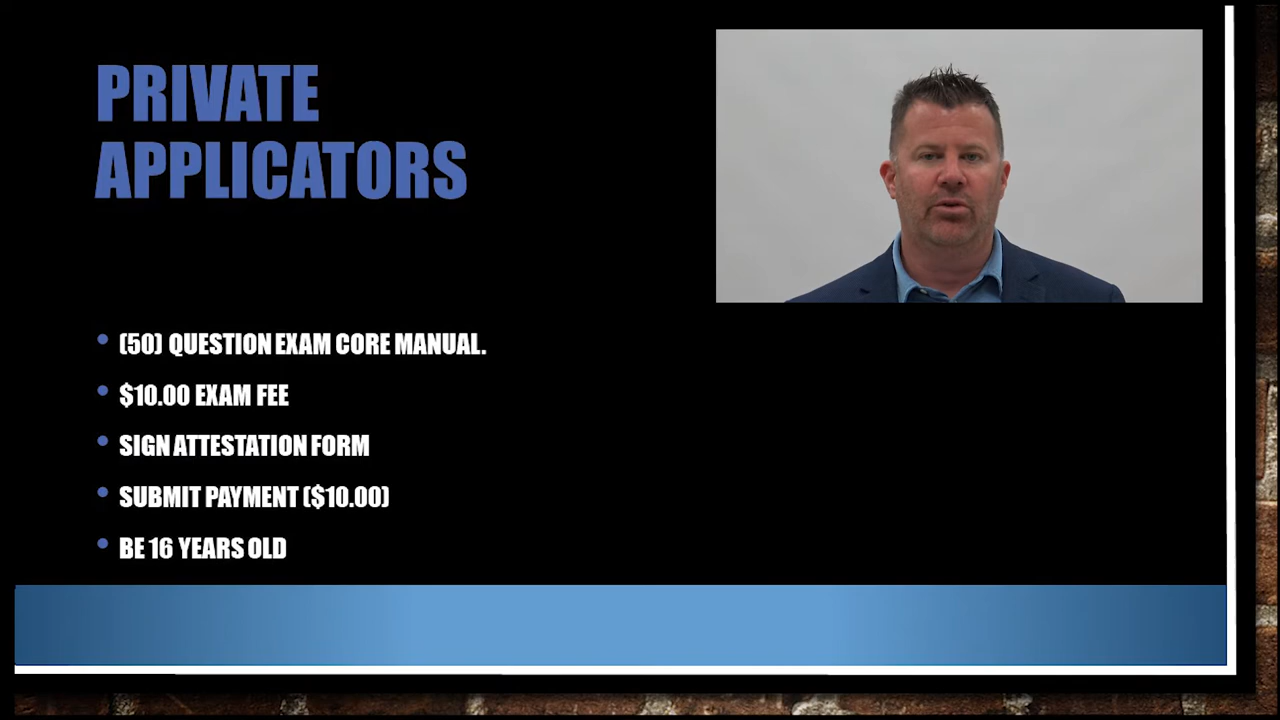 PRIVATE
APPLICATORS
(50) QUESTION EXAM CORE MANUAL.
$10.00 EXAM FEE
SIGN ATTESTATION FORM
SUBMIT PAYMENT ($10.00)
BE 16 YEARS OLD